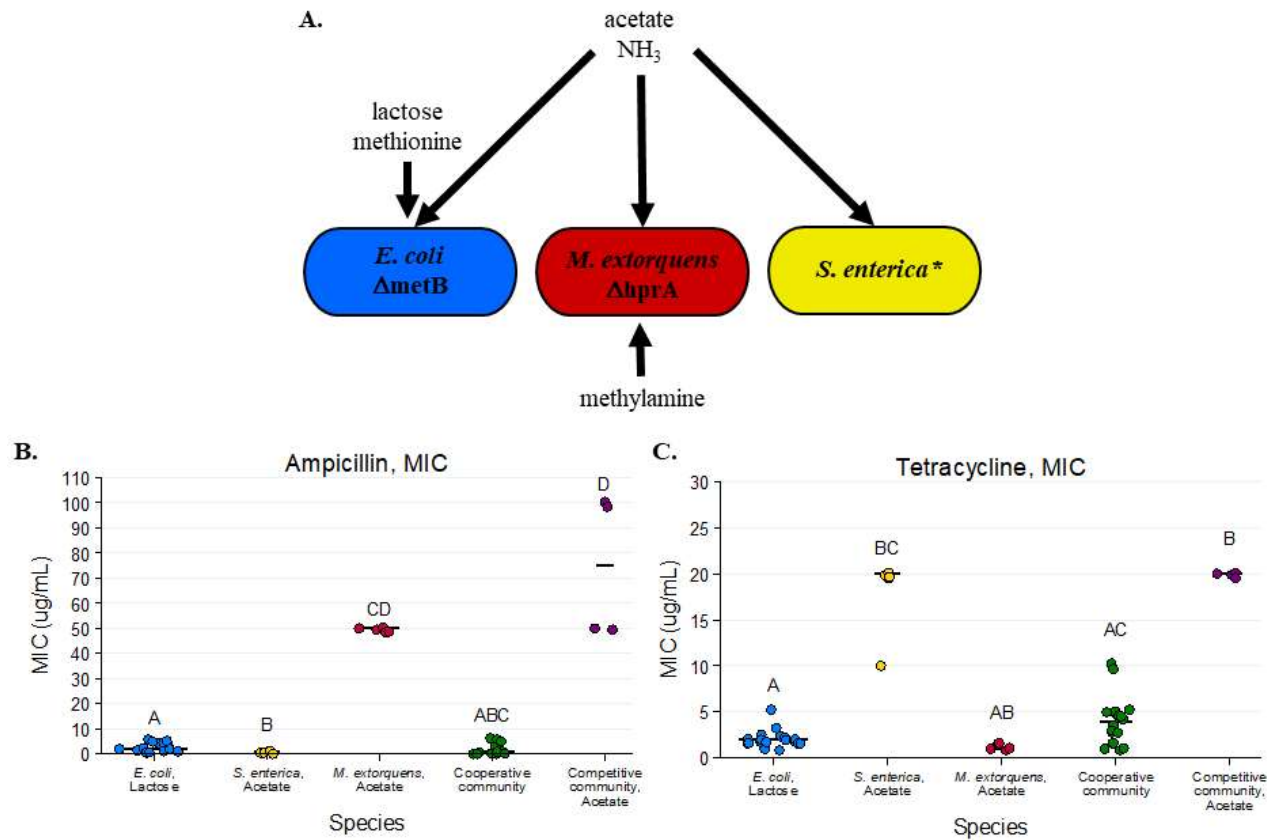 A.
acetate
NH₃
lactose
methionine
E. coli
ΔmetB
M. extorquens
ΔhprA
S. enterica*
methylamine
B.
Ampicillin, MIC
MIC (ug/mL)
110
100
90
80
70
60
50
40
30
20
10
0
A
B
CD
ABC
D
E. coli,
Lactose
S. enterica,
Acetate
M. extorquens,
Acetate
Cooperative
community
Competitive
community,
Acetate
Species
C.
Tetracycline, MIC
MIC (ug/mL)
30
25
20
15
10
5
0
A
BC
AB
AC
B
E. coli,
Lactose
S. enterica,
Acetate
M. extorquens,
Acetate
Cooperative
community
Competitive
community,
Acetate
Species